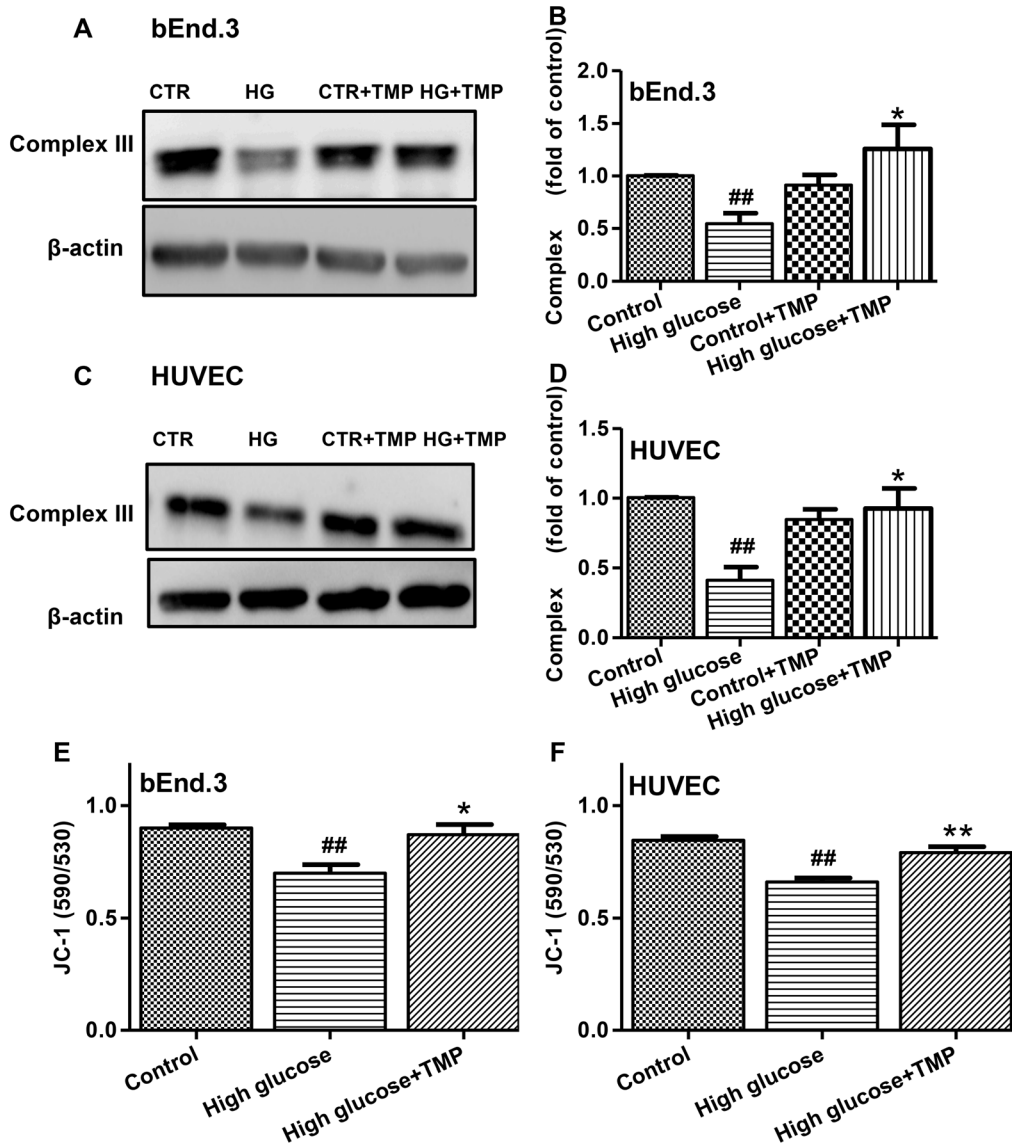 A bEnd.3
CTR HG CTR+TMP HG+TMP
Complex III
β-actin
B
Complex (fold of control)
bEnd.3
2.0
1.5
1.0
0.5
0.0
##
*
Control
High glucose
Control+TMP
High glucose+TMP
C HUVEC
CTR HG CTR+TMP HG+TMP
Complex III
β-actin
D
Complex (fold of control)
HUVEC
1.5
1.0
0.5
0.0
##
*
Control
High glucose
Control+TMP
High glucose+TMP
E
bEnd.3
JC-1 (590/530)
1.0
0.5
0.0
##
*
Control
High glucose
High glucose+TMP
F
HUVEC
JC-1 (590/530)
1.0
0.5
0.0
##
**
Control
High glucose
High glucose+TMP